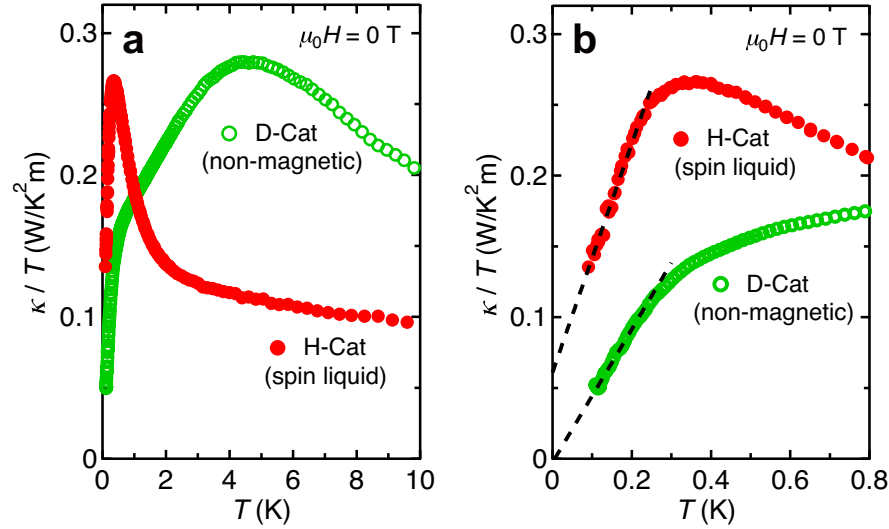 a
μ₀H = 0 T
D-Cat
(non-magnetic)
H-Cat
(spin liquid)
κ / T (W/K²m)
0.3
0.2
0.1
0
0 2 4 6 8 10
T (K)
b
μ₀H = 0 T
H-Cat
(spin liquid)
D-Cat
(non-magnetic)
κ / T (W/K²m)
0.3
0.2
0.1
0
0 0.2 0.4 0.6 0.8
T (K)